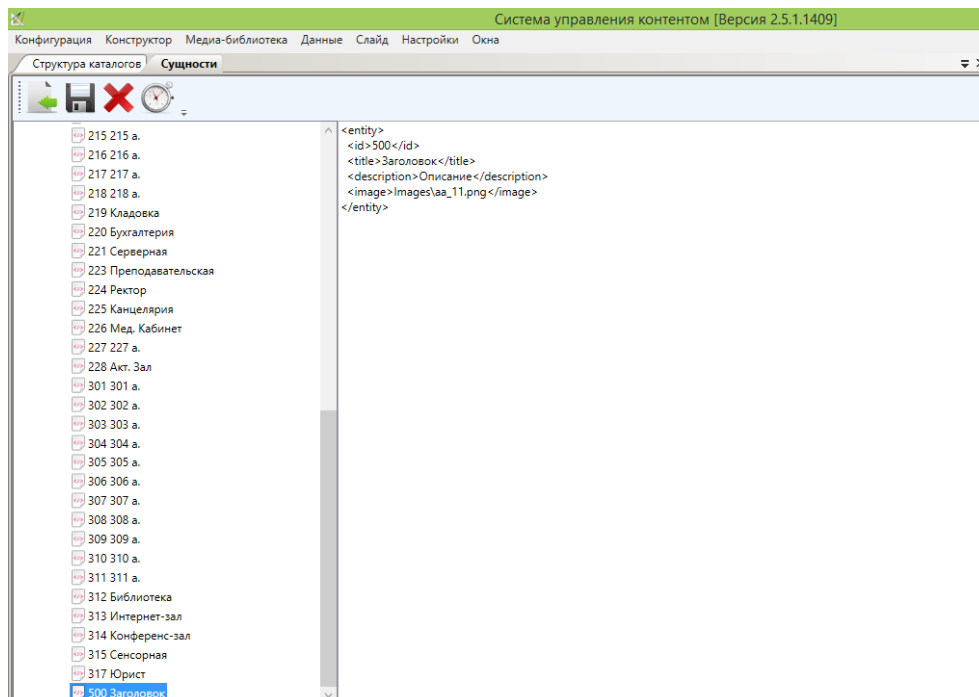 Система управления контентом [Версия 2.5.1.1409]
Конфигурация Конструктор Медиа-библиотека Данные Слайд Настройки Окна
Структура каталогов Сущности
215 215 а.
216 216 а.
217 217 а.
218 218 а.
219 Кладовка
220 Бухгалтерия
221 Серверная
223 Преподавательская
224 Ректор
225 Канцелярия
226 Мед. Кабинет
227 227 а.
228 Акт. Зал
301 301 а.
302 302 а.
303 303 а.
304 304 а.
305 305 а.
306 306 а.
307 307 а.
308 308 а.
309 309 а.
310 310 а.
311 311 а.
312 Библиотека
313 Интернет-зал
314 Конференс-зал
315 Сенсорная
317 Юрист
500 Заголовок
<entity>
<id>500</id>
<title>Заголовок</title>
<description>Описание</description>
<image>Images\aa_11.png</image>
</entity>